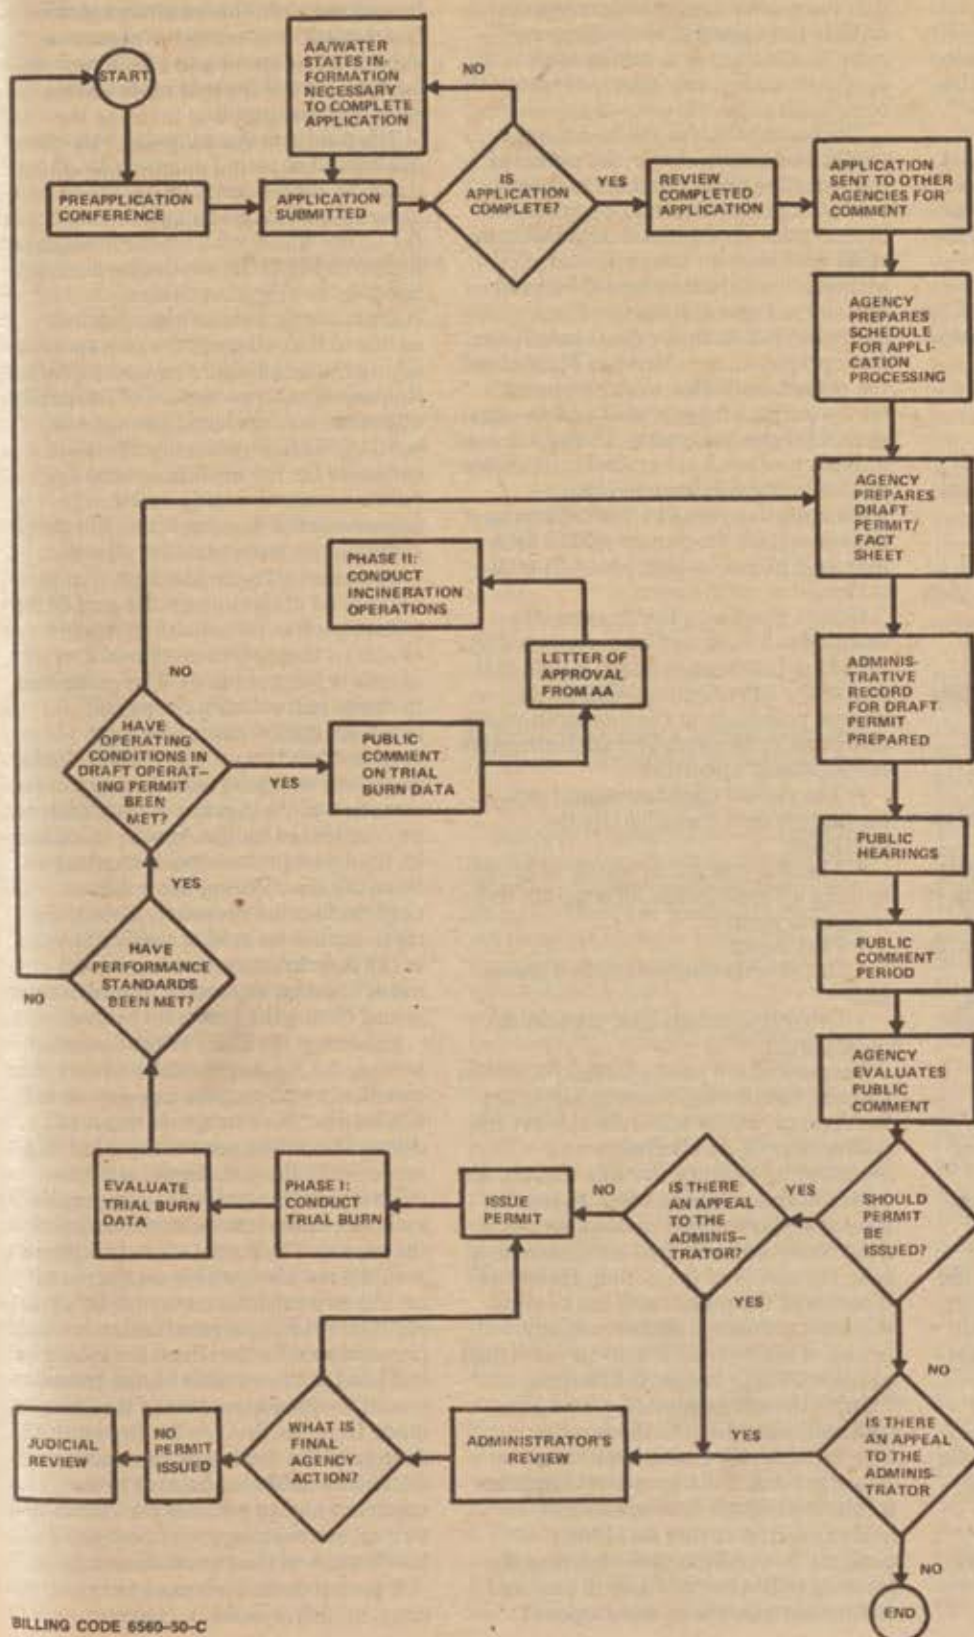 START
AA/WATER
STATES IN-
FORMATION
NECESSARY
TO COMPLETE
APPLICATION
NO
PREAPPLICATION
CONFERENCE
APPLICATION
SUBMITTED
IS
APPLICATION
COMPLETE?
YES
REVIEW
COMPLETED
APPLICATION
APPLICATION
SENT TO OTHER
AGENCIES FOR
COMMENT
AGENCY
PREPARES
SCHEDULE
FOR APPLI-
CATION
PROCESSING
AGENCY
PREPARES
DRAFT
PERMIT/
FACT
SHEET
PHASE II:
CONDUCT
INCINERATION
OPERATIONS
LETTER OF
APPROVAL
FROM AA
ADMINIS-
TRATIVE
RECORD
FOR DRAFT
PERMIT
PREPARED
NO
HAVE
OPERATING
CONDITIONS IN
DRAFT OPERAT-
ING PERMIT
BEEN
MET?
YES
PUBLIC
COMMENT
ON TRIAL
BURN DATA
PUBLIC
HEARINGS
YES
HAVE
PERFORMANCE
STANDARDS
BEEN MET?
NO
PUBLIC
COMMENT
PERIOD
AGENCY
EVALUATES
PUBLIC
COMMENT
EVALUATE
TRIAL BURN
DATA
PHASE I:
CONDUCT
TRIAL BURN
ISSUE
PERMIT
NO
IS THERE
AN APPEAL
TO THE
ADMINIS-
TRATOR?
YES
SHOULD
PERMIT
BE
ISSUED?
YES
NO
JUDICIAL
REVIEW
NO
PERMIT
ISSUED
WHAT IS
FINAL
AGENCY
ACTION?
ADMINISTRATOR'S
REVIEW
YES
IS THERE
AN APPEAL
TO THE
ADMINIS-
TRATOR
NO
END
BILLING CODE 6560-50-C